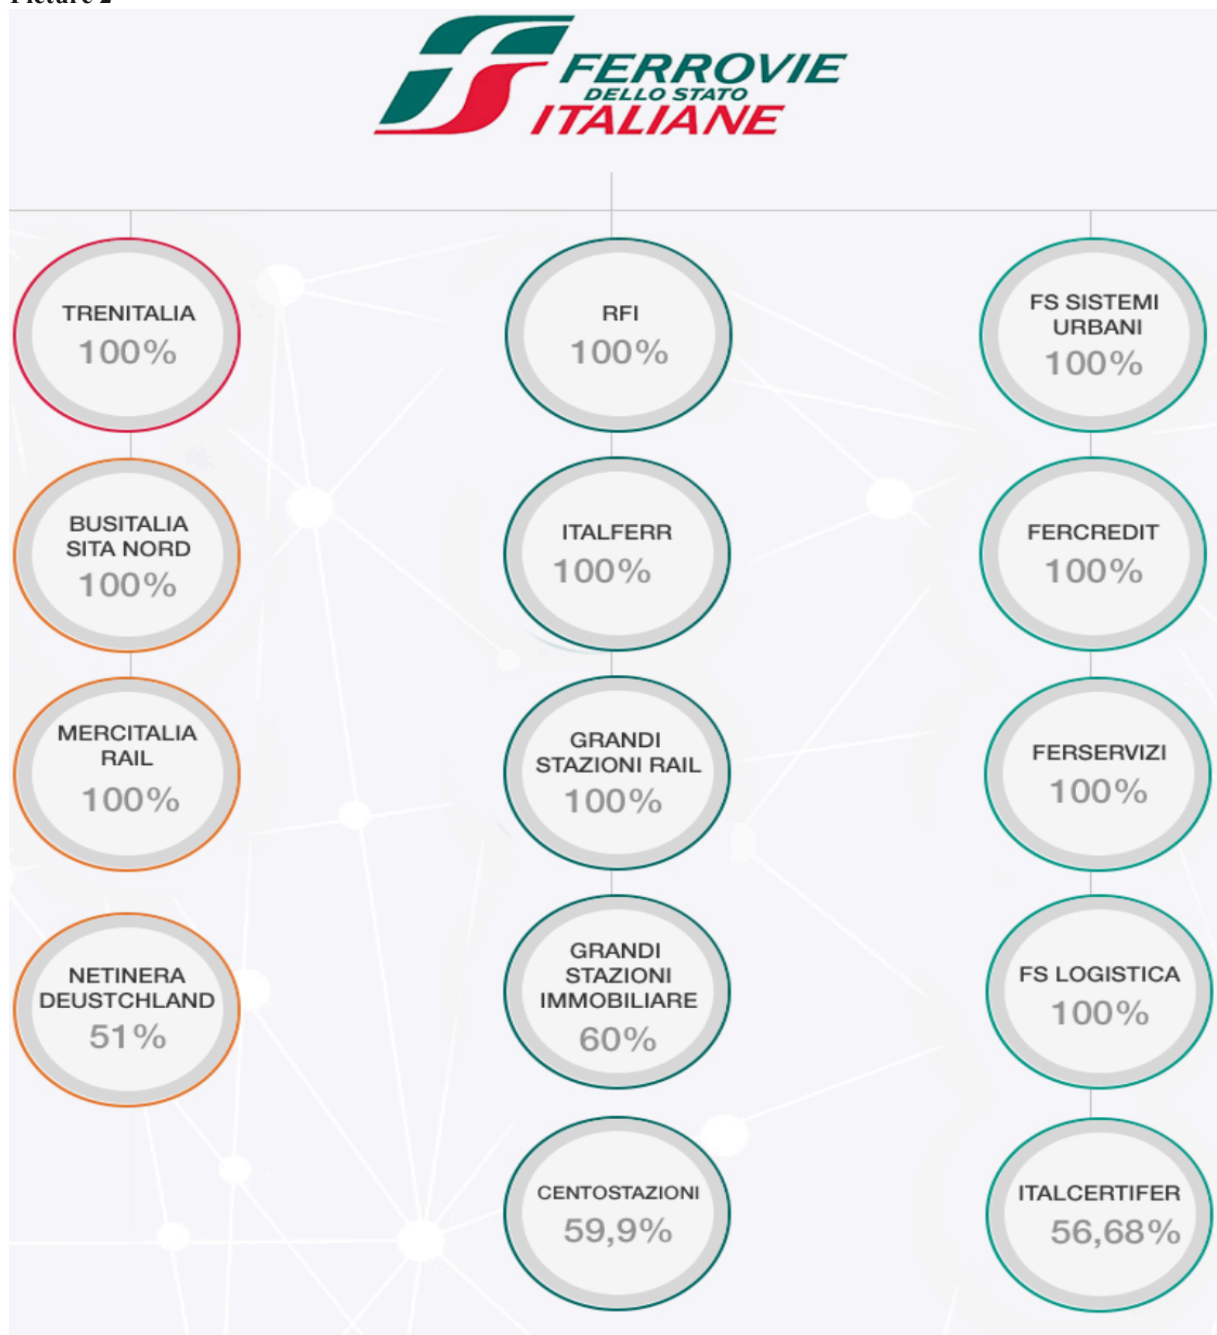 Picture 2
FERROVIE
DELLO STATO
ITALIANE
TRENITALIA
100%
BUSITALIA
SITA NORD
100%
MERCITALIA
RAIL
100%
NETINERA
DEUSTCHLAND
51%
RFI
100%
ITALFERR
100%
GRANDI
STAZIONI RAIL
100%
GRANDI
STAZIONI
IMMOBILIARE
60%
CENTOSTAZIONI
59,9%
FS SISTEMI
URBANI
100%
FERCREDIT
100%
FERSERVIZI
100%
FS LOGISTICA
100%
ITALCERTIFER
56,68%